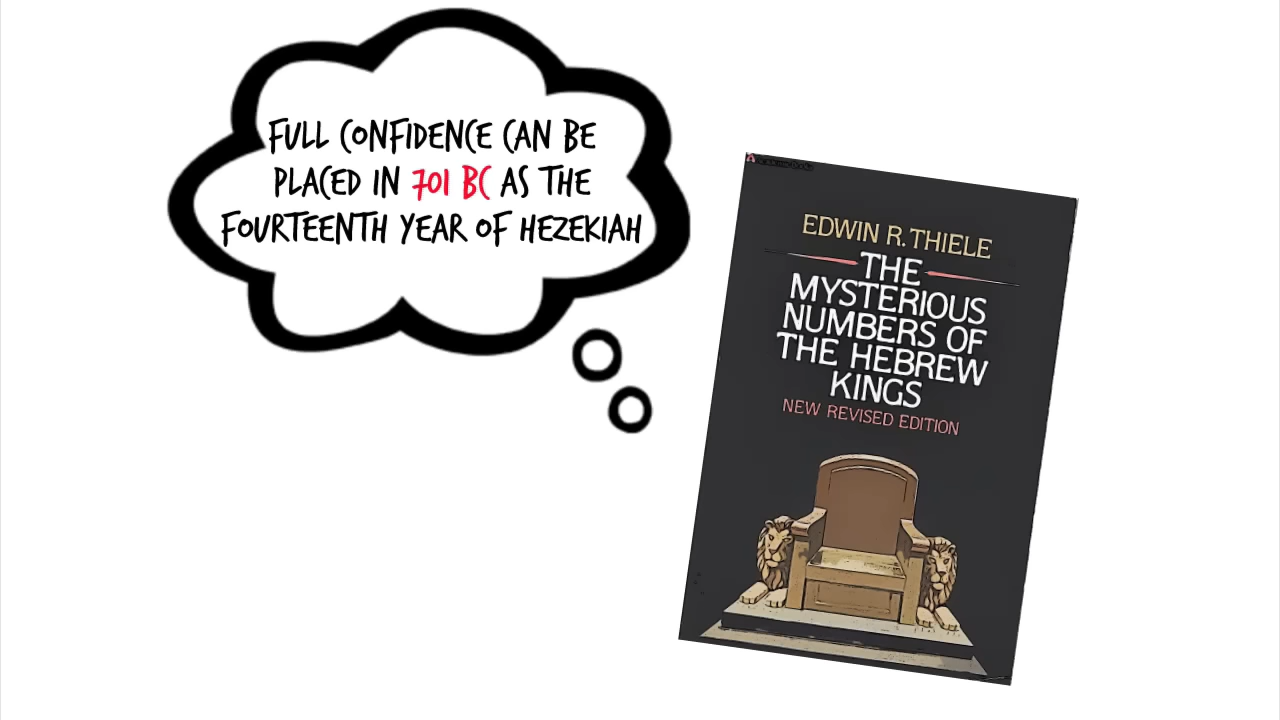 FULL CONFIDENCE CAN BE
PLACED IN 701 BC AS THE
FOURTEENTH YEAR OF HEZEKIAH
EDWIN R. THIELE
THE
MYSTERIOUS
NUMBERS OF
THE HEBREW
KINGS
NEW REVISED EDITION